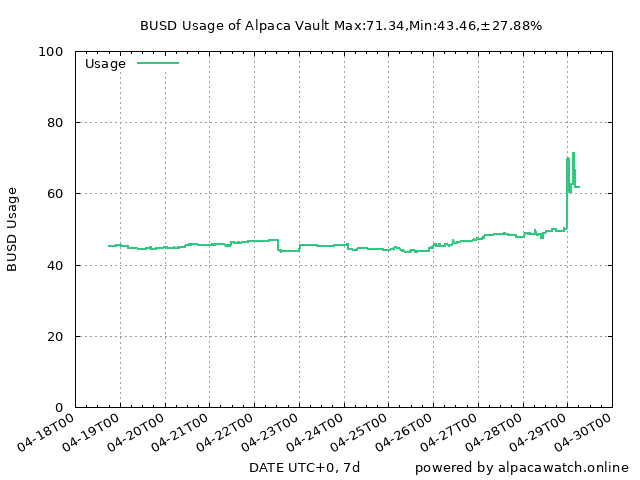 BUSD Usage of Alpaca Vault Max:71.34,Min:43.46,±27.88%
Usage
BUSD Usage
100
80
60
40
20
0
04-18T00
04-19T00
04-20T00
04-21T00
04-22T00
04-23T00
04-24T00
04-25T00
04-26T00
04-27T00
04-28T00
04-29T00
04-30T00
DATE UTC+0, 7d
powered by alpacawatch.online